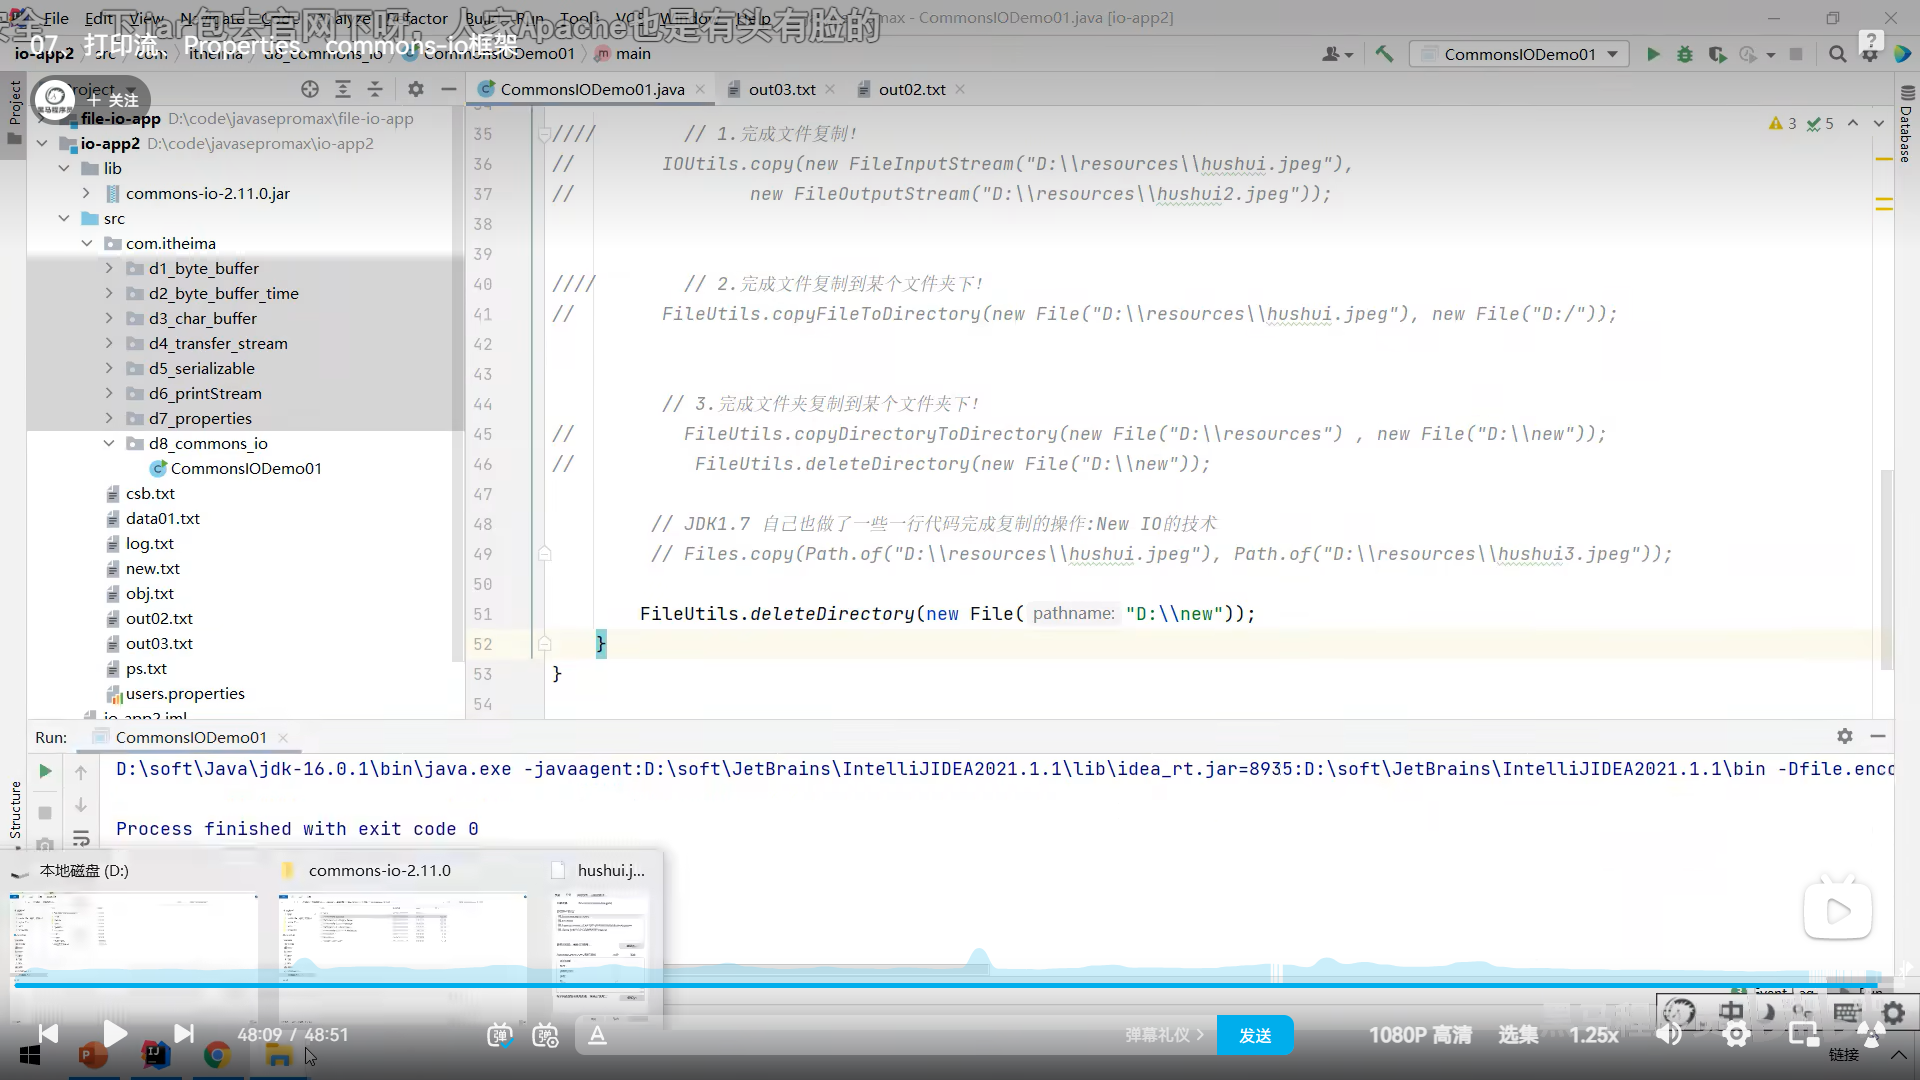 File Edit View Navigate Code Analyze Refactor Build Run Tools VCS Window Help
下jar包去官网下呀，人家Apache也是有头有脸的
max - CommonsIODemo01.java [io-app2]
07、打印流、Properties、commons-io框架
io-app2 src com itheima d8_commons_io CommonsIODemo01 main
CommonsIODemo01
Project
+ 关注
CommonsIODemo01.java
out03.txt
out02.txt
file-io-app D:\code\javasepromax\file-io-app
io-app2 D:\code\javasepromax\io-app2
lib
commons-io-2.11.0.jar
src
com.itheima
d1_byte_buffer
d2_byte_buffer_time
d3_char_buffer
d4_transfer_stream
d5_serializable
d6_printStream
d7_properties
d8_commons_io
CommonsIODemo01
csb.txt
data01.txt
log.txt
new.txt
obj.txt
out02.txt
out03.txt
ps.txt
users.properties
io-app2.iml
Project
Structure
Database
3 5
34
35 //// // 1.完成文件复制！
36 // IOUtils.copy(new FileInputStream("D:\\resources\\hushui.jpeg"),
37 // new FileOutputStream("D:\\resources\\hushui2.jpeg"));
38
39
40 //// // 2.完成文件复制到某个文件夹下！
41 // FileUtils.copyFileToDirectory(new File("D:\\resources\\hushui.jpeg"), new File("D:/"));
42
43
44 // 3.完成文件夹复制到某个文件夹下！
45 // FileUtils.copyDirectoryToDirectory(new File("D:\\resources") , new File("D:\\new"));
46 // FileUtils.deleteDirectory(new File("D:\\new"));
47
48 // JDK1.7 自己也做了一些一行代码完成复制的操作:New IO的技术
49 // Files.copy(Path.of("D:\\resources\\hushui.jpeg"), Path.of("D:\\resources\\hushui3.jpeg"));
50
51 FileUtils.deleteDirectory(new File( pathname: "D:\\new"));
52 }
53 }
54
Run: CommonsIODemo01
D:\soft\Java\jdk-16.0.1\bin\java.exe -javaagent:D:\soft\JetBrains\IntelliJIDEA2021.1.1\lib\idea_rt.jar=8935:D:\soft\JetBrains\IntelliJIDEA2021.1.1\bin -Dfile.enco
Process finished with exit code 0
本地磁盘 (D:)
commons-io-2.11.0
hushui.j...
48:09 / 48:51
弹幕礼仪 >
发送
1080P 高清
选集
1.25x
中
链接